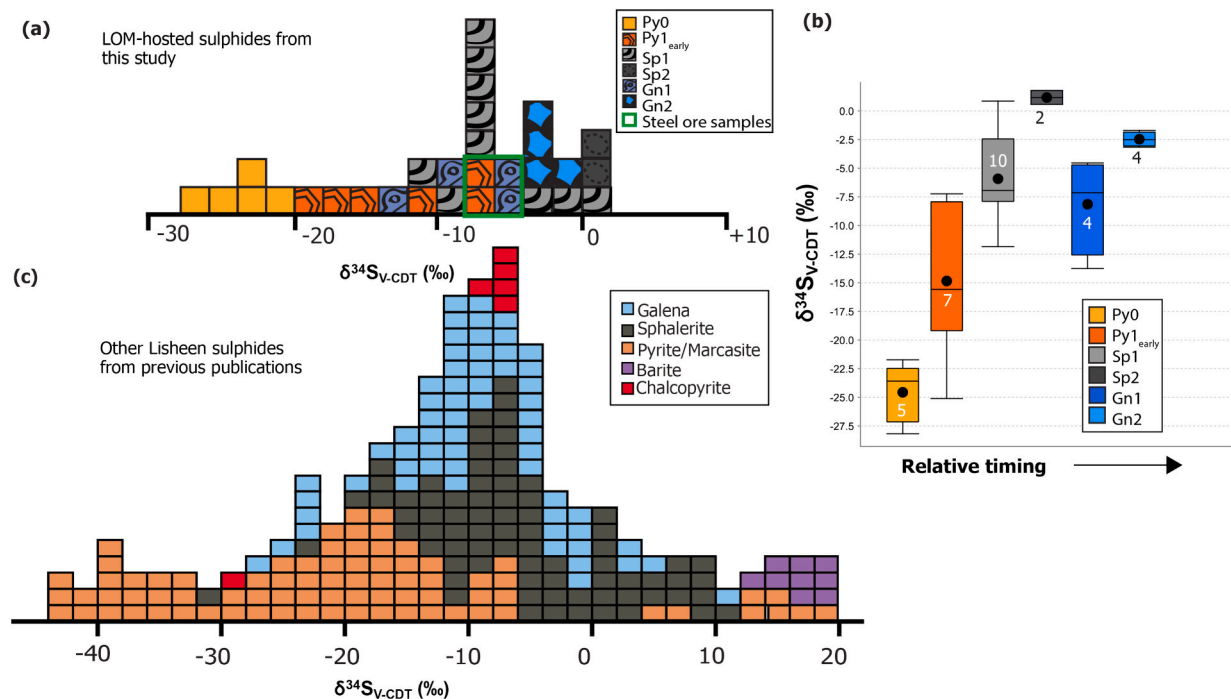 (a)
LOM-hosted sulphides from
this study
Py0
Py1early
Sp1
Sp2
Gn1
Gn2
Steel ore samples
-30
-20
-10
0
+10
δ34SV-CDT (‰)
(b)
δ34SV-CDT (‰)
0.0
-2.5
-5.0
-7.5
-10.0
-12.5
-15.0
-17.5
-20.0
-22.5
-25.0
-27.5
5
7
10
2
4
4
Py0
Py1early
Sp1
Sp2
Gn1
Gn2
Relative timing
(c)
Other Lisheen sulphides
from previous publications
Galena
Sphalerite
Pyrite/Marcasite
Barite
Chalcopyrite
-40
-30
-20
-10
0
10
20
δ34SV-CDT (‰)